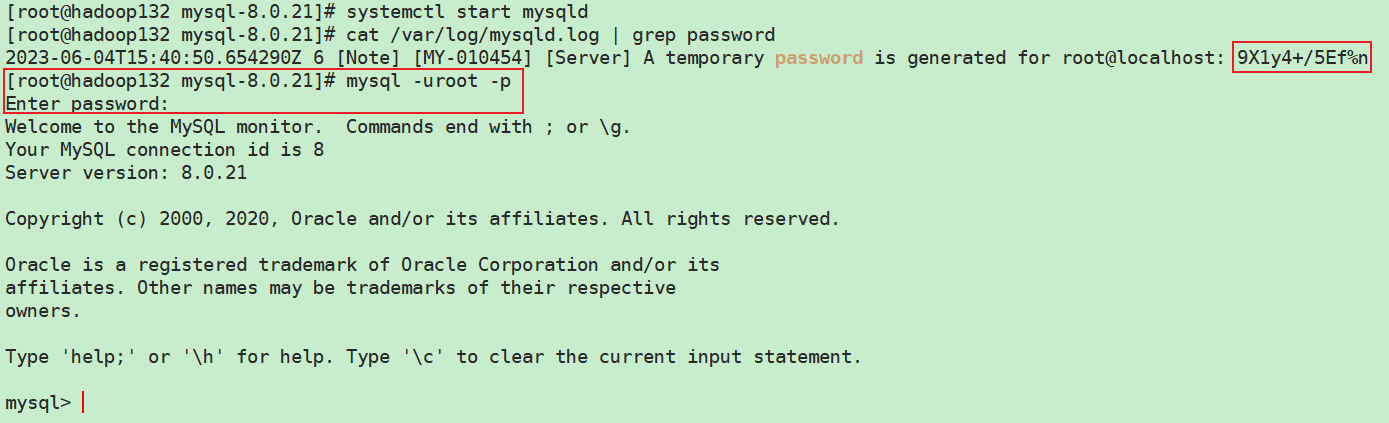 [root@hadoop132 mysql-8.0.21]# systemctl start mysqld
[root@hadoop132 mysql-8.0.21]# cat /var/log/mysqld.log | grep password
2023-06-04T15:40:50.654290Z 6 [Note] [MY-010454] [Server] A temporary password is generated for root@localhost: 9X1y4+/5Ef%n
[root@hadoop132 mysql-8.0.21]# mysql -uroot -p
Enter password:
Welcome to the MySQL monitor.  Commands end with ; or \g.
Your MySQL connection id is 8
Server version: 8.0.21
Copyright (c) 2000, 2020, Oracle and/or its affiliates. All rights reserved.
Oracle is a registered trademark of Oracle Corporation and/or its
affiliates. Other names may be trademarks of their respective
owners.
Type 'help;' or '\h' for help. Type '\c' to clear the current input statement.
mysql>